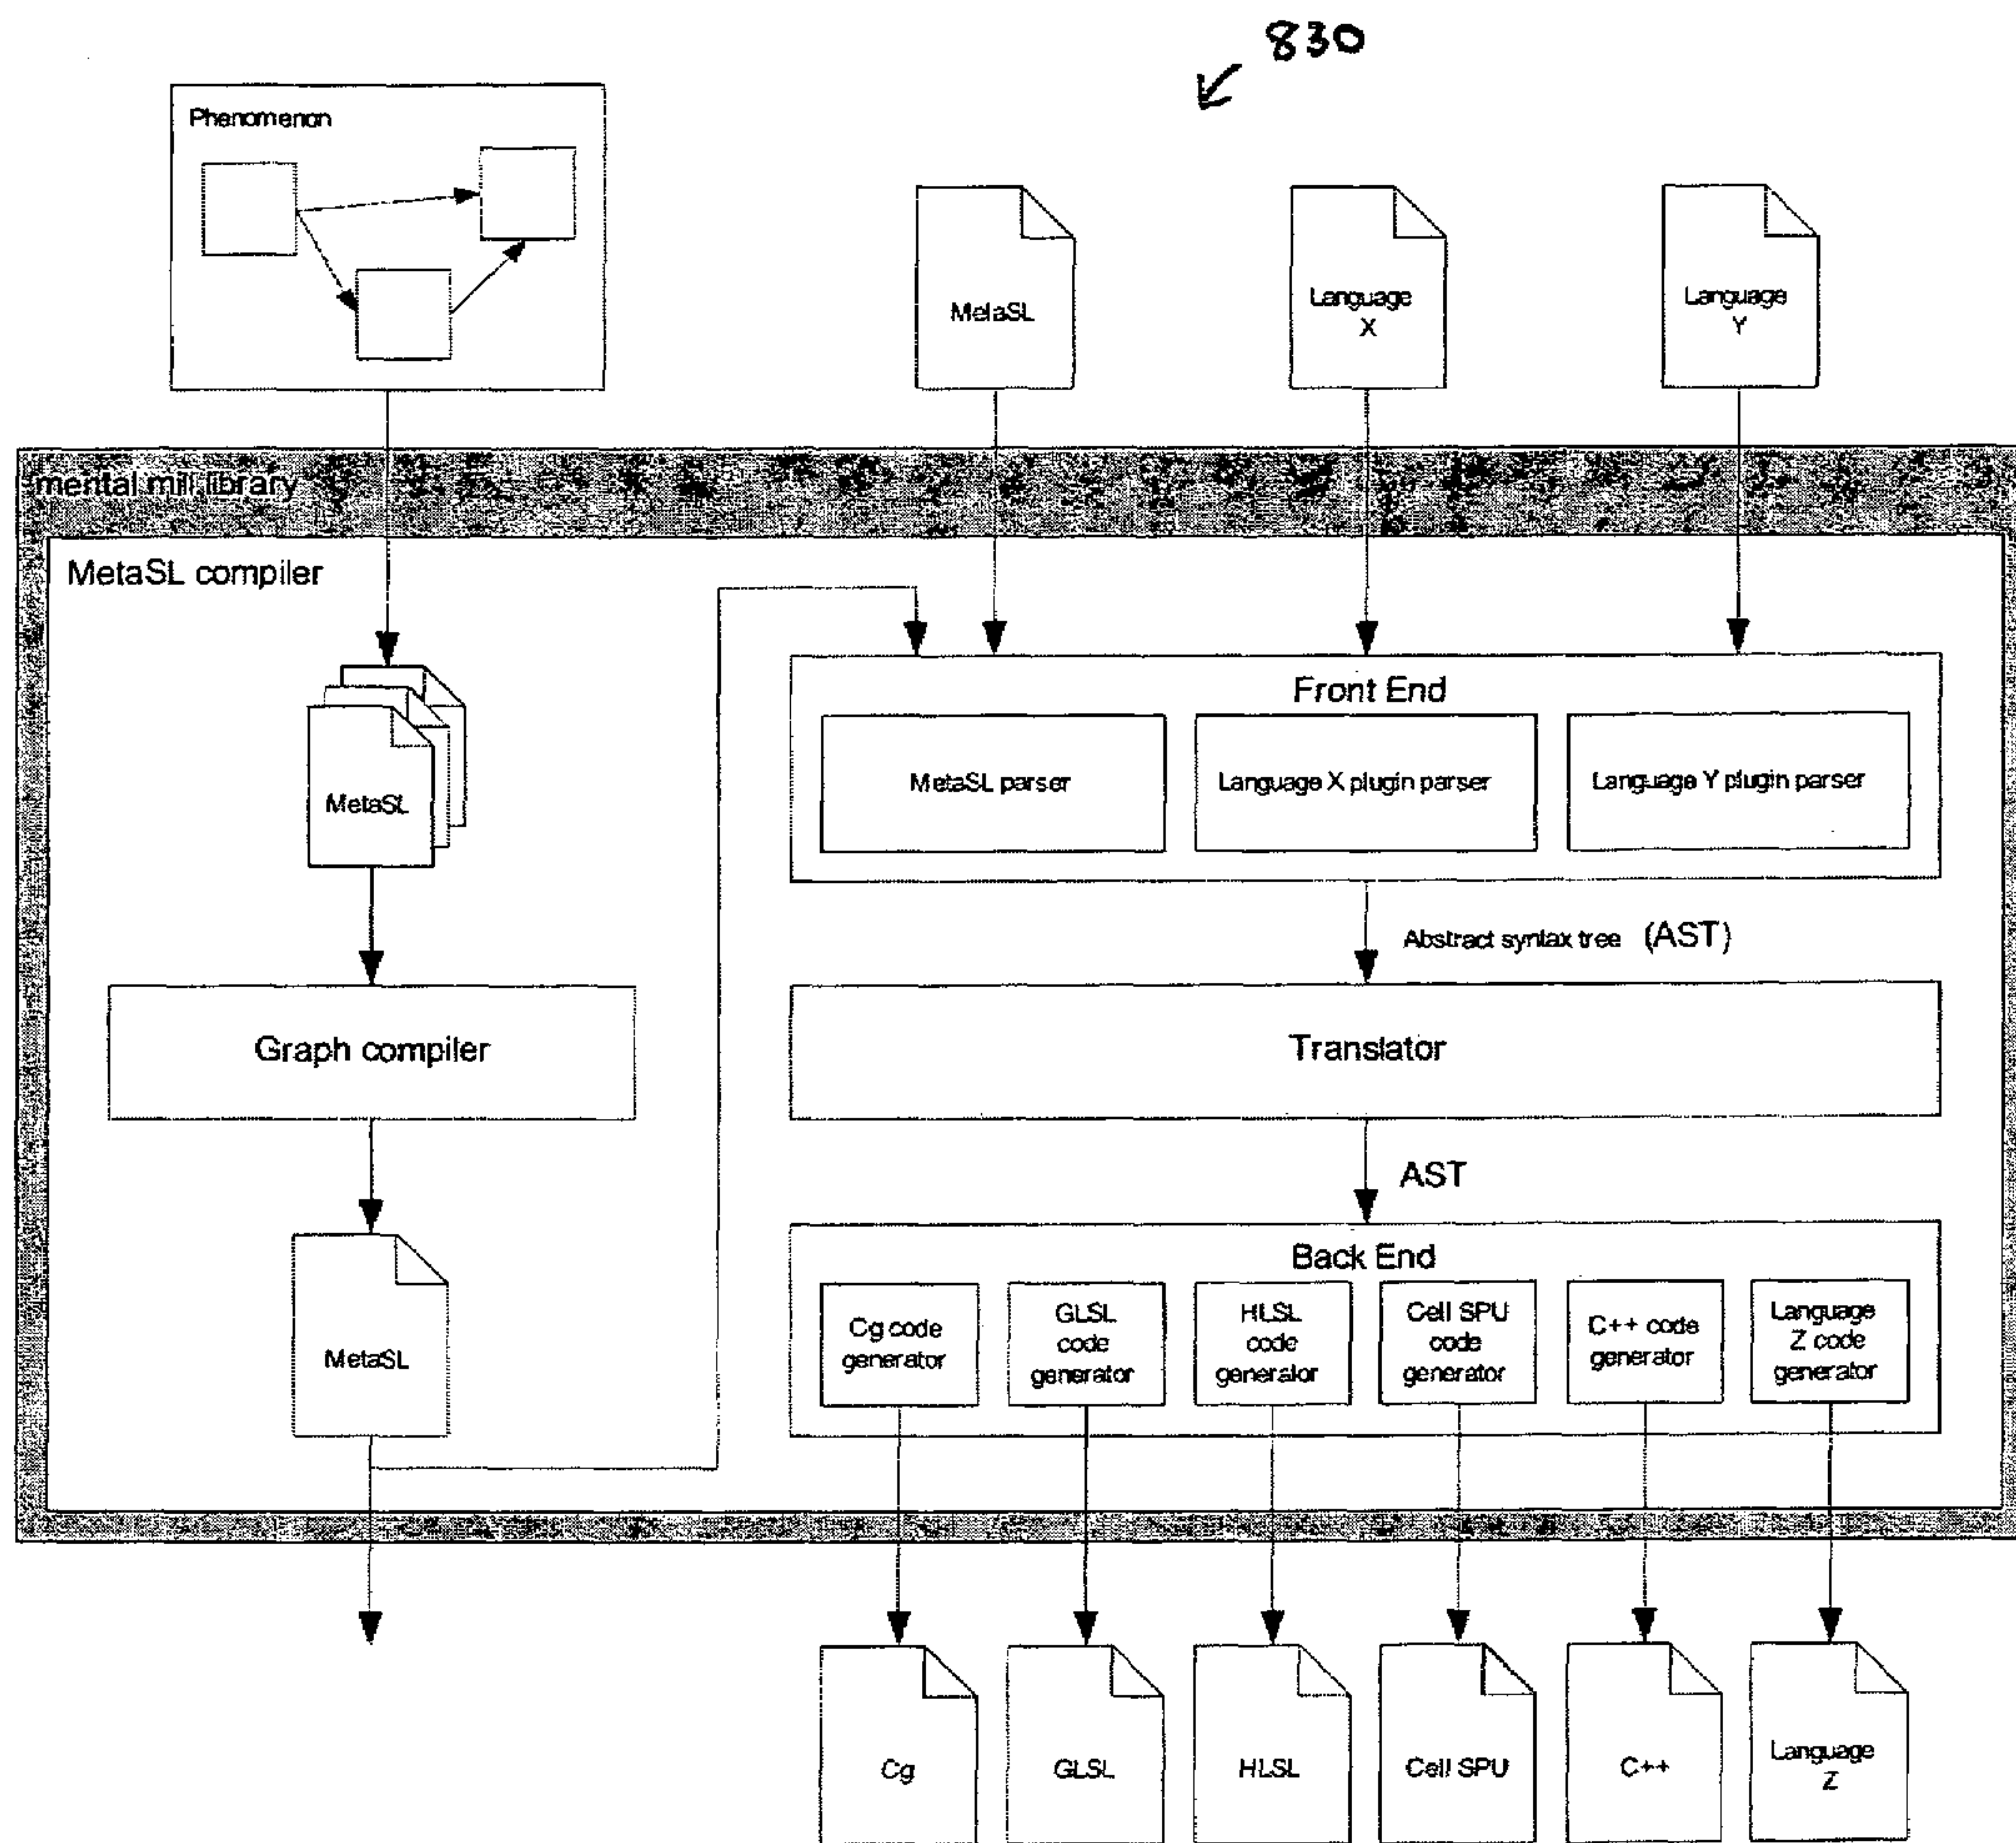 830
Phenomenon
MetaSL
Language
X
Language
Y
mental mill library
MetaSL compiler
Front End
MetaSL parser
Language X plugin parser
Language Y plugin parser
MetaSL
Abstract syntax tree (AST)
Graph compiler
Translator
AST
Back End
Cg code
generator
GLSL
code
generator
HLSL
code
generator
Cell SPU
code
generator
C++ code
generator
Language
Z code
generator
MetaSL
Cg
GLSL
HLSL
Cell SPU
C++
Language
Z